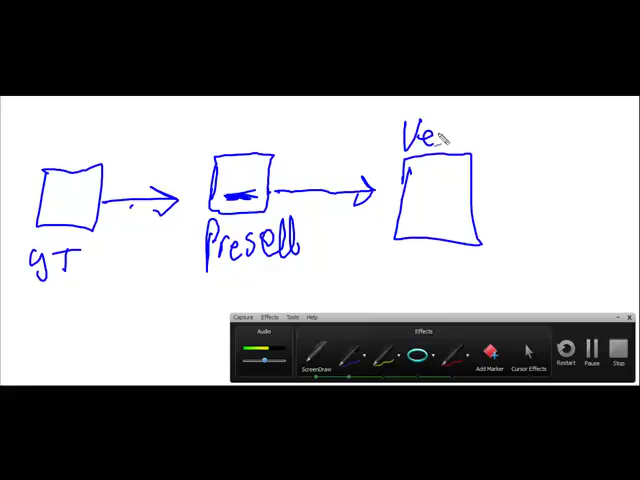 Ve
yT
Presell
Capture Effects Tools Help
Audio
Effects
ScreenDraw
Add Marker
Cursor Effects
Restart
Pause
Stop